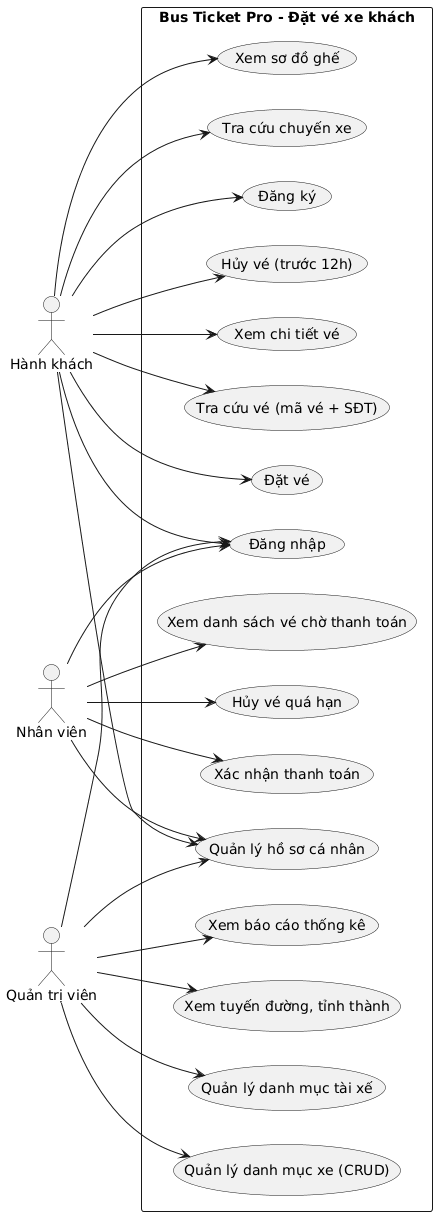 Bus Ticket Pro - Đặt vé xe khách
Xem sơ đồ ghế
Tra cứu chuyến xe
Đăng ký
Hủy vé (trước 12h)
Xem chi tiết vé
Hành khách
Tra cứu vé (mã vé + SĐT)
Đặt vé
Đăng nhập
Xem danh sách vé chờ thanh toán
Hủy vé quá hạn
Nhân viên
Xác nhận thanh toán
Quản lý hồ sơ cá nhân
Xem báo cáo thống kê
Quản trị viên
Xem tuyến đường, tỉnh thành
Quản lý danh mục tài xế
Quản lý danh mục xe (CRUD)